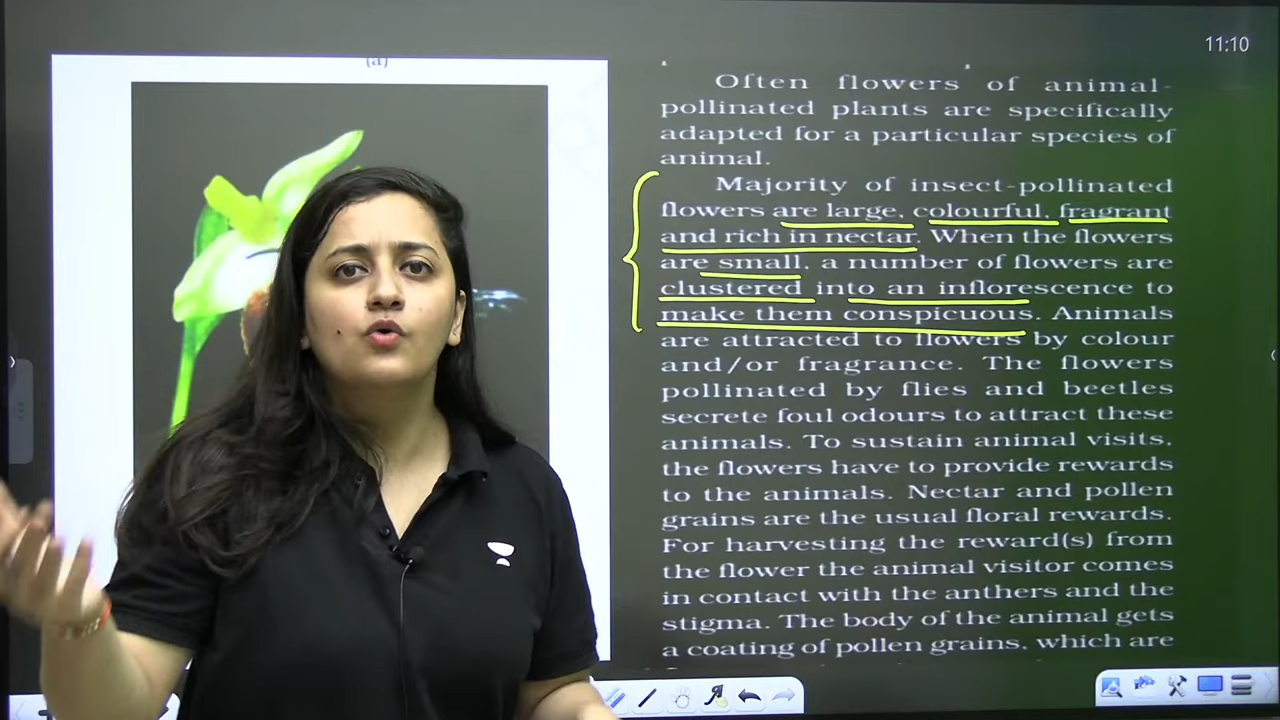 11:10
(a)
Often flowers of animal-
pollinated plants are specifically
adapted for a particular species of
animal.
Majority of insect-pollinated
flowers are large, colourful, fragrant
and rich in nectar. When the flowers
are small, a number of flowers are
clustered into an inflorescence to
make them conspicuous. Animals
are attracted to flowers by colour
and/or fragrance. The flowers
pollinated by flies and beetles
secrete foul odours to attract these
animals. To sustain animal visits,
the flowers have to provide rewards
to the animals. Nectar and pollen
grains are the usual floral rewards.
For harvesting the reward(s) from
the flower the animal visitor comes
in contact with the anthers and the
stigma. The body of the animal gets
a coating of pollen grains, which are